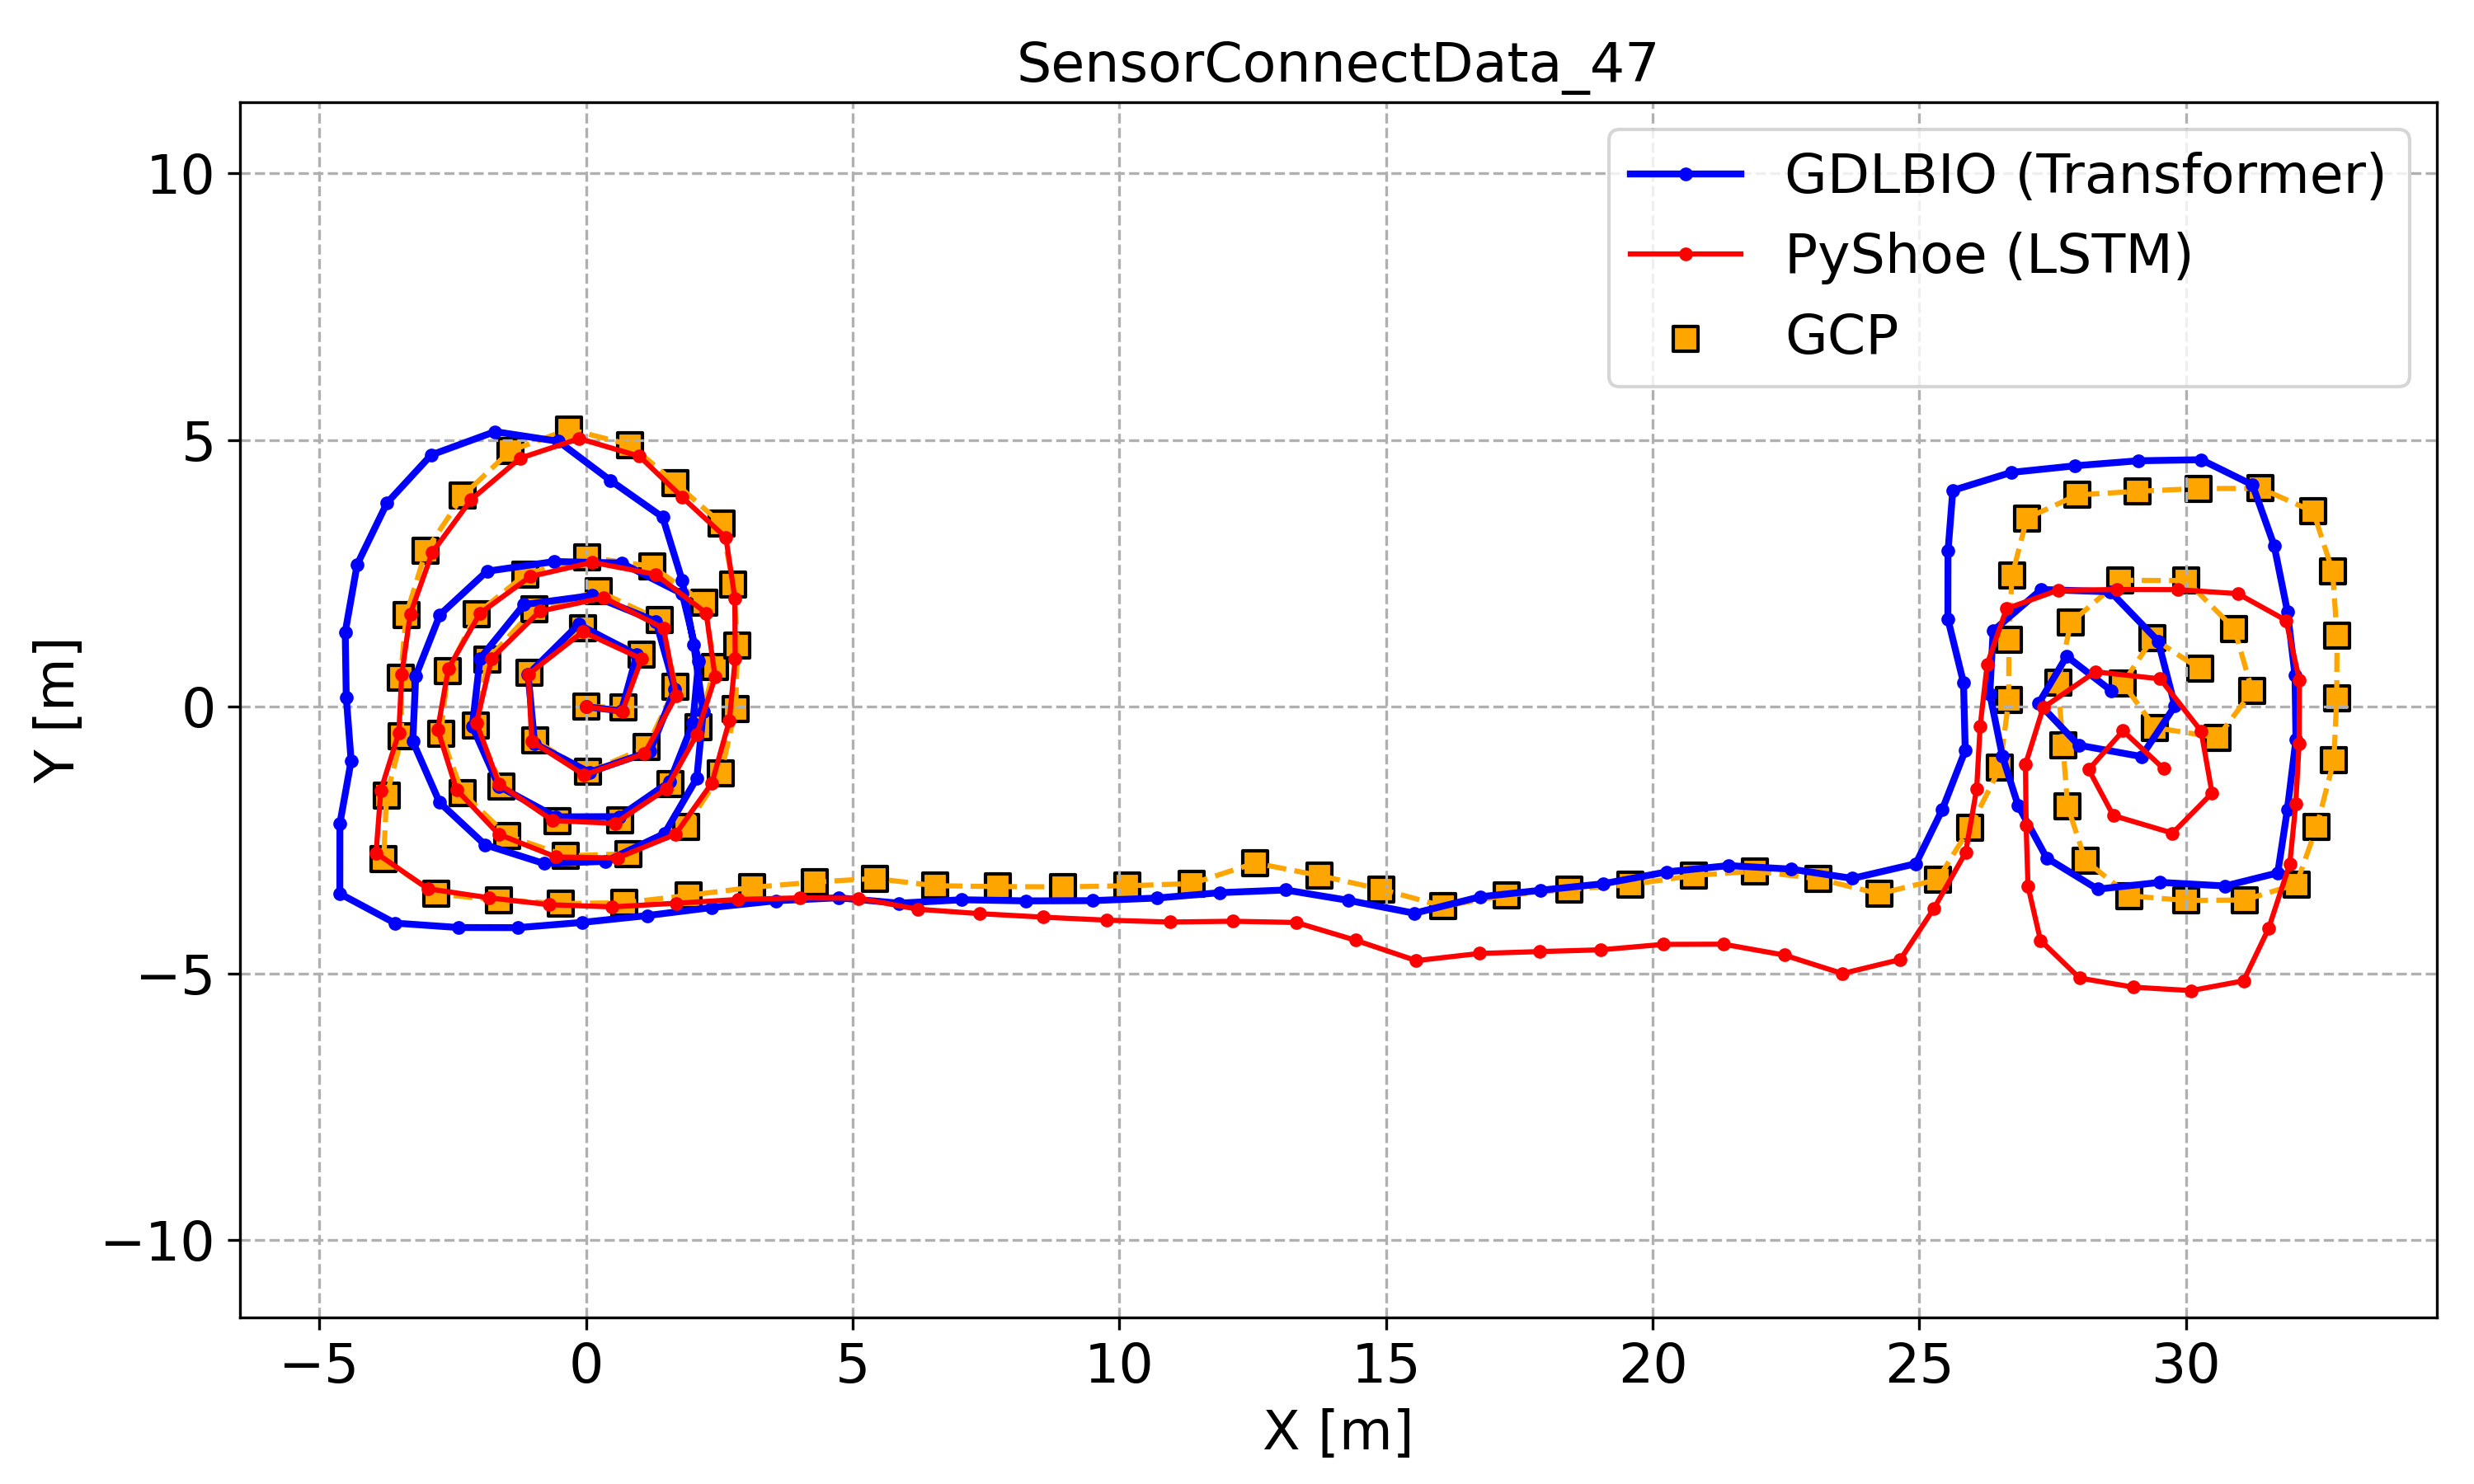 SensorConnectData_47
GDLBIO (Transformer)
PyShoe (LSTM)
GCP
Y [m]
10
5
0
−5
−10
−5 0 5 10 15 20 25 30
X [m]